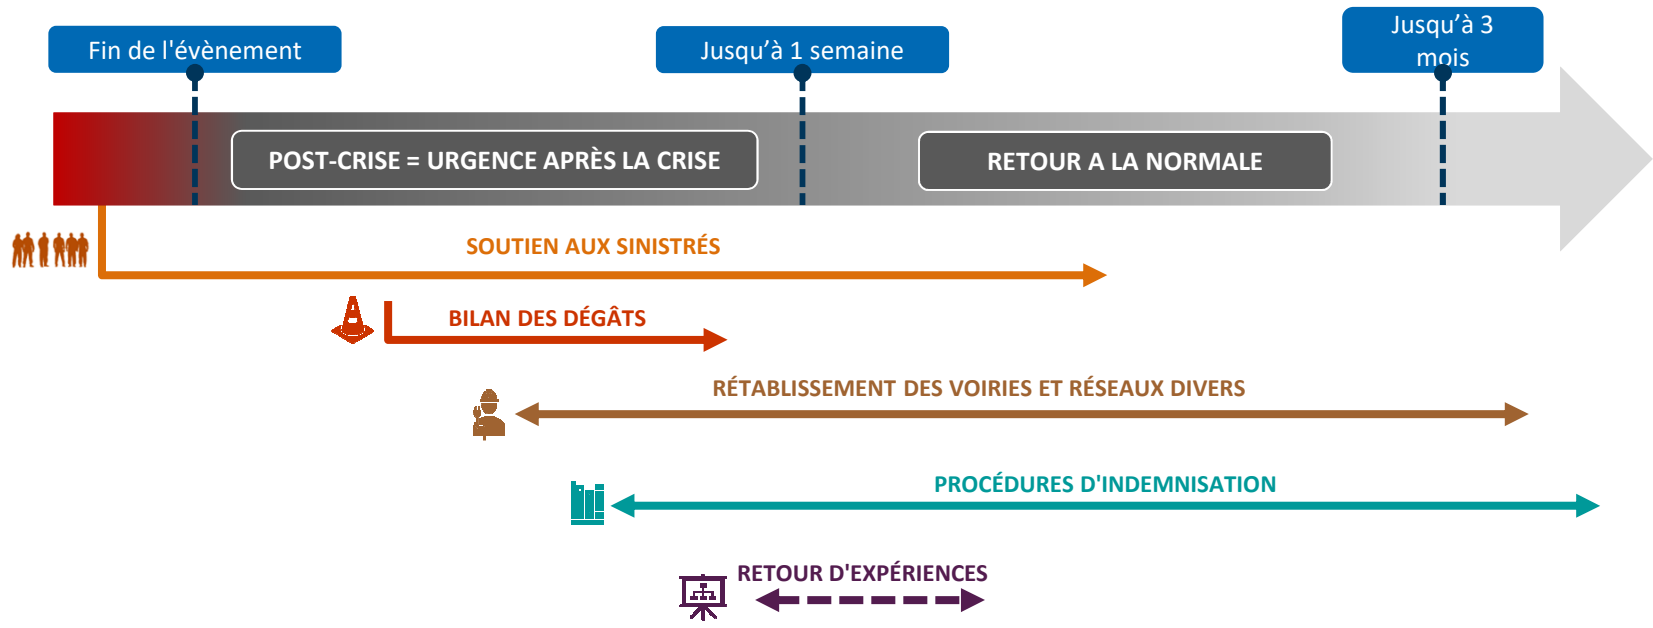 Fin de l'évènement
Jusqu’à 1 semaine
Jusqu’à 3
mois
POST-CRISE = URGENCE APRÈS LA CRISE
RETOUR A LA NORMALE
SOUTIEN AUX SINISTRÉS
BILAN DES DÉGÂTS
RÉTABLISSEMENT DES VOIRIES ET RÉSEAUX DIVERS
PROCÉDURES D'INDEMNISATION
RETOUR D'EXPÉRIENCES